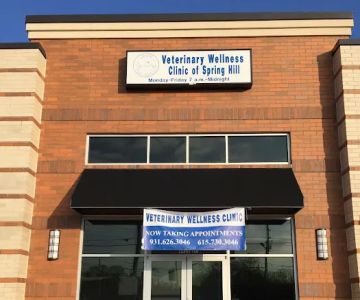 Veterinary Wellness
Clinic of Spring Hill
Monday-Friday 7 a.m.-Midnight
VETERINARY WELLNESS CLINIC
NOW TAKING APPOINTMENTS
931.626.3046 615.730.3046